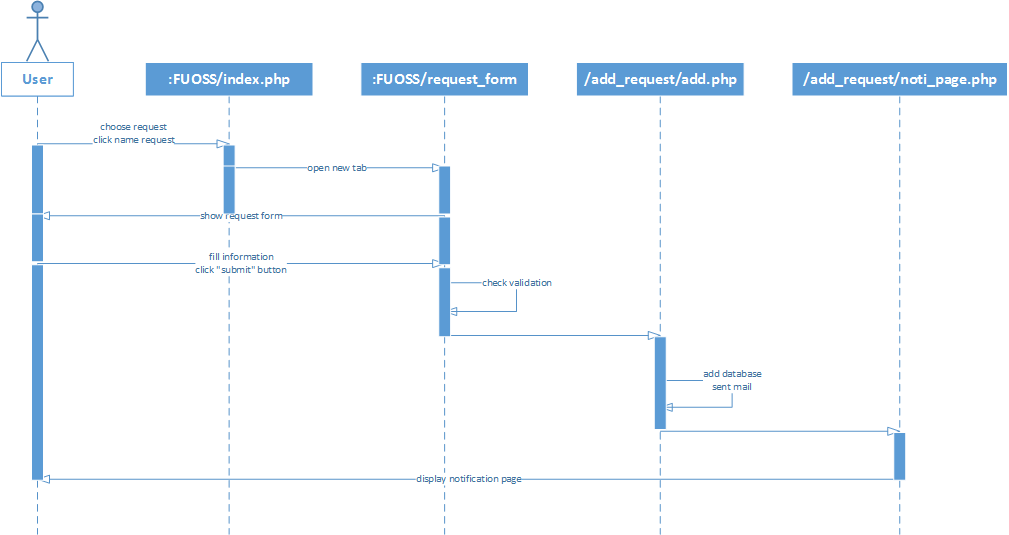 User
:FUOSS/index.php
:FUOSS/request_form
/add_request/add.php
/add_request/noti_page.php
choose request
click name request
open new tab
show request form
fill information
click "submit" button
check validation
add database
sent mail
display notification page